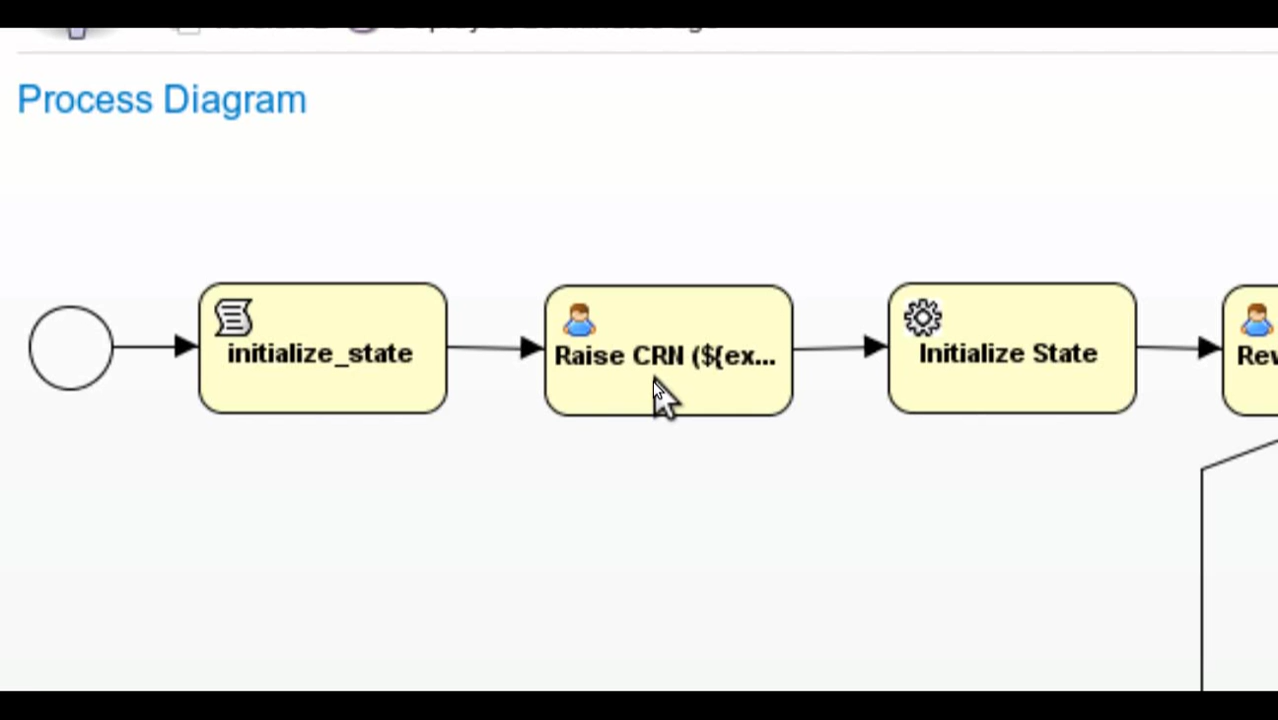 Process Diagram
initialize_state
Raise CRN (${ex...
Initialize State